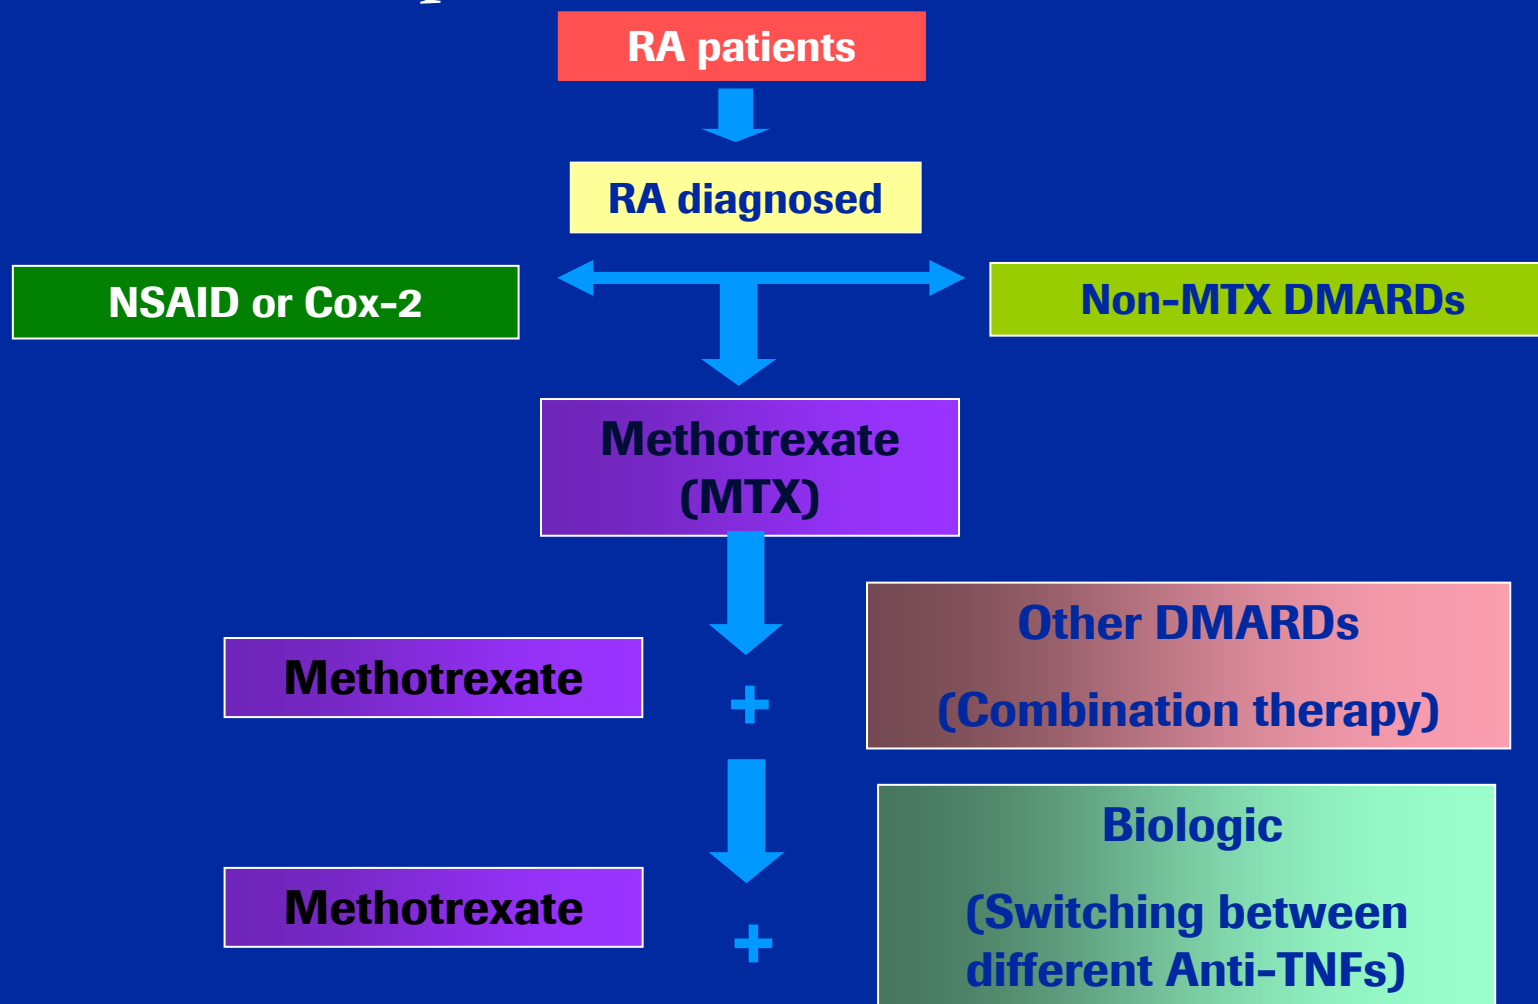 RA patients
RA diagnosed
NSAID or Cox-2
Non-MTX DMARDs
Methotrexate
(MTX)
Methotrexate
+
Other DMARDs
(Combination therapy)
Methotrexate
+
Biologic
(Switching between
different Anti-TNFs)